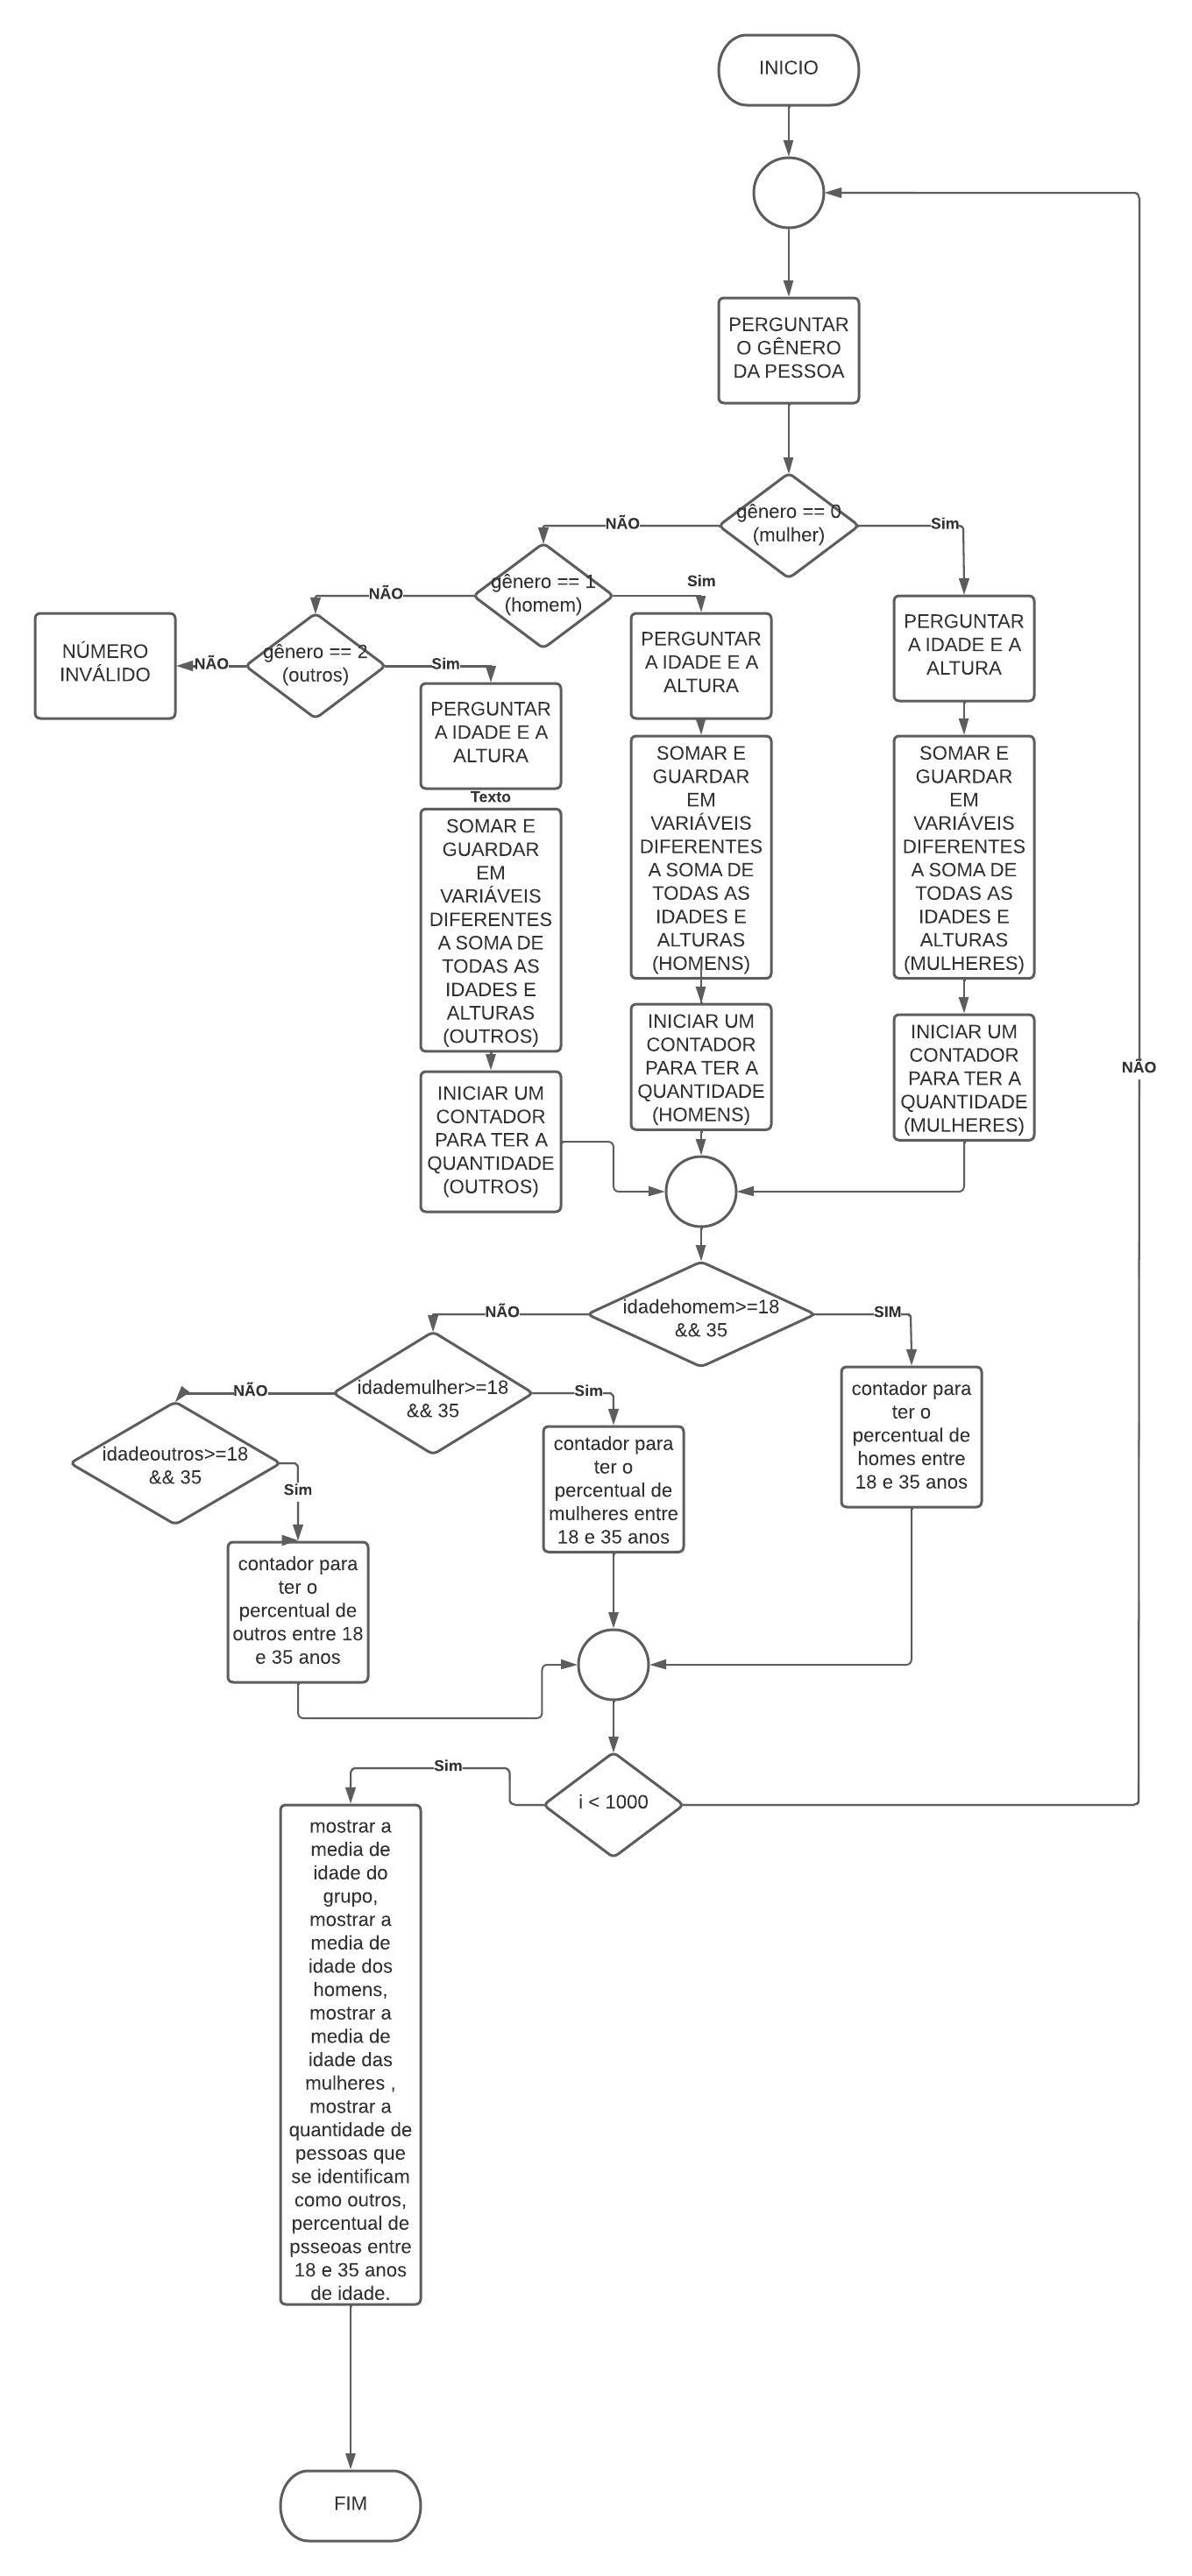 INICIO
PERGUNTAR
O GÊNERO
DA PESSOA
gênero == 0
(mulher)
NÃO
Sim
gênero == 1
(homem)
NÃO
Sim
gênero == 2
(outros)
NÃO
Sim
NÚMERO
INVÁLIDO
PERGUNTAR
A IDADE E A
ALTURA
Texto
SOMAR E
GUARDAR
EM
VARIÁVEIS
DIFERENTES
A SOMA DE
TODAS AS
IDADES E
ALTURAS
(OUTROS)
INICIAR UM
CONTADOR
PARA TER A
QUANTIDADE
(OUTROS)
PERGUNTAR
A IDADE E A
ALTURA
SOMAR E
GUARDAR
EM
VARIÁVEIS
DIFERENTES
A SOMA DE
TODAS AS
IDADES E
ALTURAS
(HOMENS)
INICIAR UM
CONTADOR
PARA TER A
QUANTIDADE
(HOMENS)
PERGUNTAR
A IDADE E A
ALTURA
SOMAR E
GUARDAR
EM
VARIÁVEIS
DIFERENTES
A SOMA DE
TODAS AS
IDADES E
ALTURAS
(MULHERES)
INICIAR UM
CONTADOR
PARA TER A
QUANTIDADE
(MULHERES)
NÃO
idadehomem>=18
&& 35
NÃO
SIM
idademulher>=18
&& 35
NÃO
Sim
idadeoutros>=18
&& 35
Sim
contador para
ter o
percentual de
outros entre 18
e 35 anos
contador para
ter o
percentual de
mulheres entre
18 e 35 anos
contador para
ter o
percentual de
homes entre
18 e 35 anos
i < 1000
Sim
mostrar a
media de
idade do
grupo,
mostrar a
media de
idade dos
homens,
mostrar a
media de
idade das
mulheres ,
mostrar a
quantidade de
pessoas que
se identificam
como outros,
percentual de
psseoas entre
18 e 35 anos
de idade.
FIM